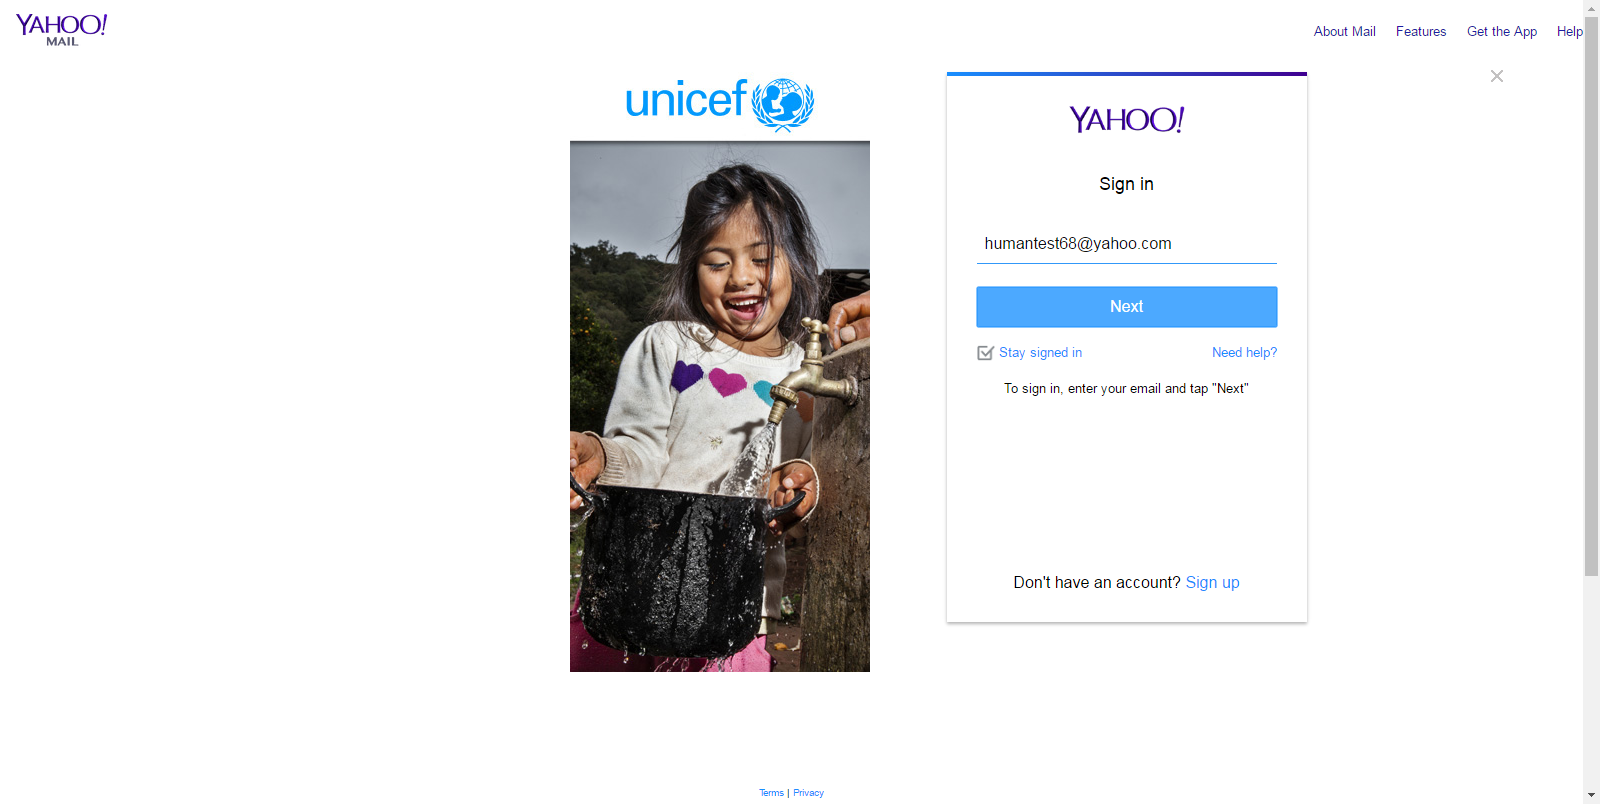 YAHOO!
MAIL
About Mail Features Get the App Help
unicef
YAHOO!
Sign in
humantest68@yahoo.com
Next
Stay signed in Need help?
To sign in, enter your email and tap "Next"
Don't have an account? Sign up
Terms | Privacy